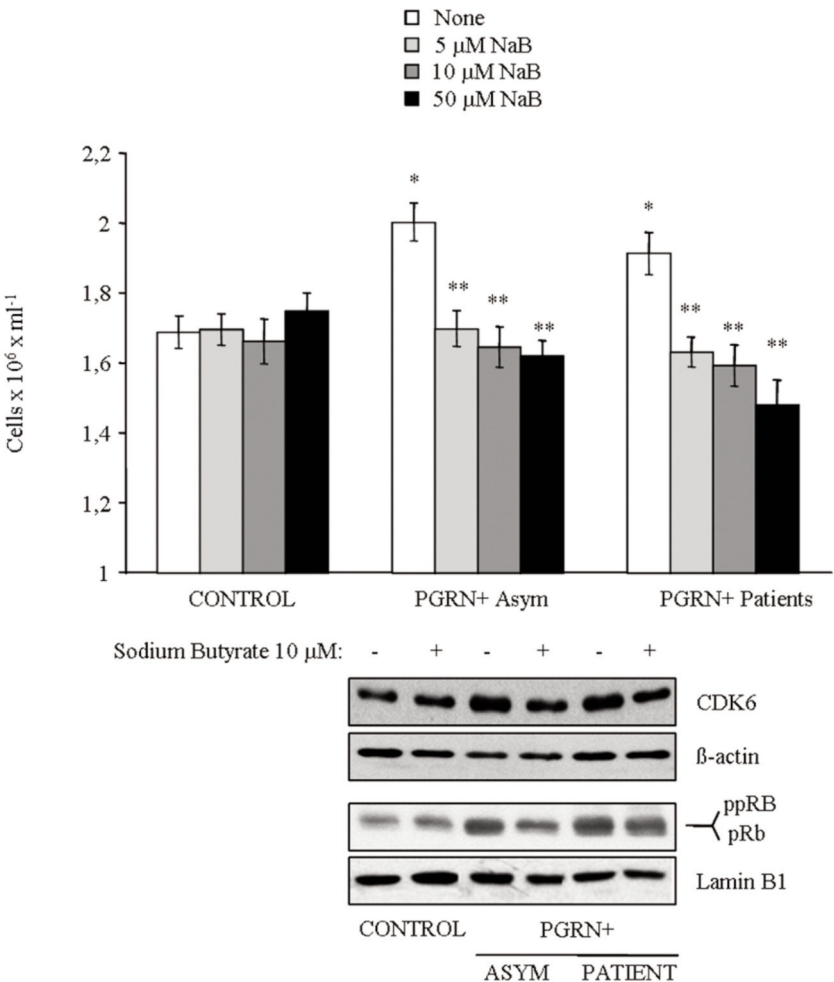 None
5 µM NaB
10 µM NaB
50 µM NaB
Cells x 10⁶ x ml⁻¹
2,2
2
1,8
1,6
1,4
1,2
1
*
**
**
**
*
**
**
**
CONTROL
PGRN+ Asym
PGRN+ Patients
Sodium Butyrate 10 µM: - + - + - +
CDK6
ß-actin
ppRB
pRb
Lamin B1
CONTROL
PGRN+
ASYM
PATIENT